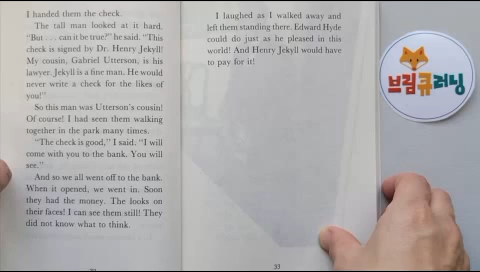 I handed them the check.
The tall man looked at it hard.
"But . . . can it be true?" he said. "This
check is signed by Dr. Henry Jekyll!
My cousin, Gabriel Utterson, is his
lawyer. Jekyll is a fine man. He would
never write a check for the likes of
you!"
So this man was Utterson's cousin!
Of course! I had seen them walking
together in the park many times.
"The check is good," I said. "I will
come with you to the bank. You will
see."
And so we all went off to the bank.
When it opened, we went in. Soon
they had the money. The looks on
their faces! I can see them still! They
did not know what to think.
I laughed as I walked away and
left them standing there. Edward Hyde
could do just as he pleased in this
world! And Henry Jekyll would have
to pay for it!
33
브림
큐러닝